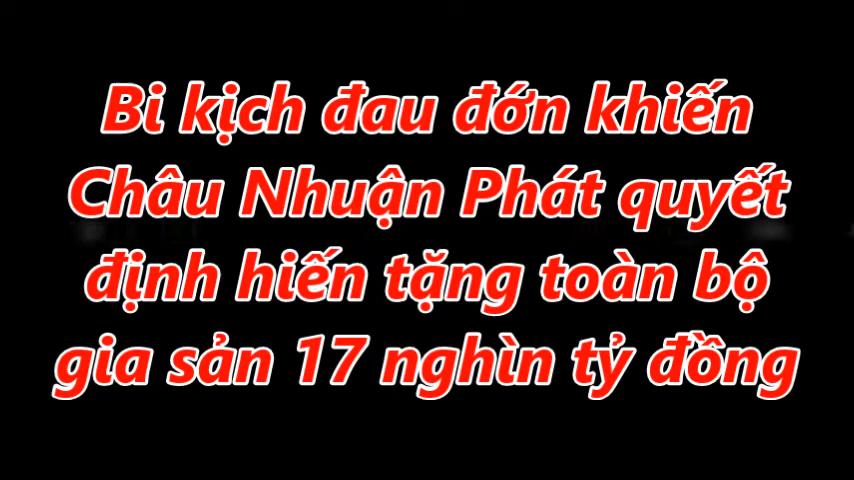 Bi kịch đau đớn khiến
Châu Nhuận Phát quyết
định hiến tặng toàn bộ
gia sản 17 nghìn tỷ đồng